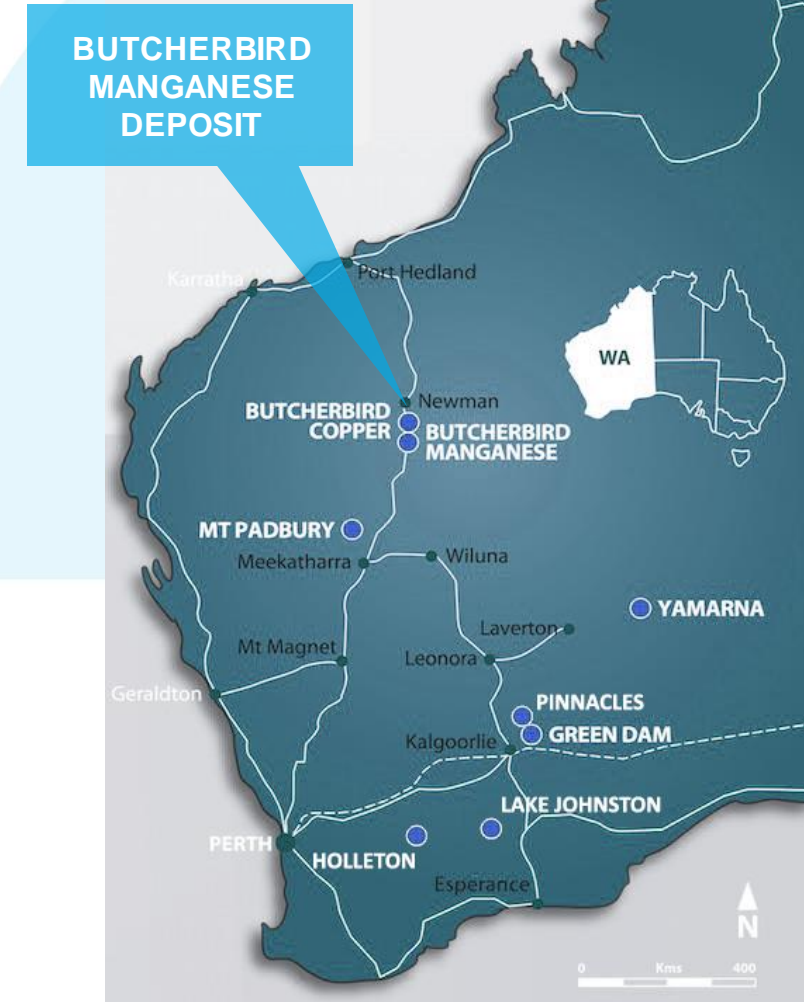 BUTCHERBIRD
MANGANESE
DEPOSIT
Karratha
Port Hedland
WA
Newman
BUTCHERBIRD
COPPER
BUTCHERBIRD
MANGANESE
MT PADBURY
Meekatharra
Wiluna
YAMARNA
Laverton
Mt Magnet
Leonora
Geraldton
PINNACLES
GREEN DAM
Kalgoorlie
LAKE JOHNSTON
PERTH
HOLLETON
Esperance
N
0 Kms 400